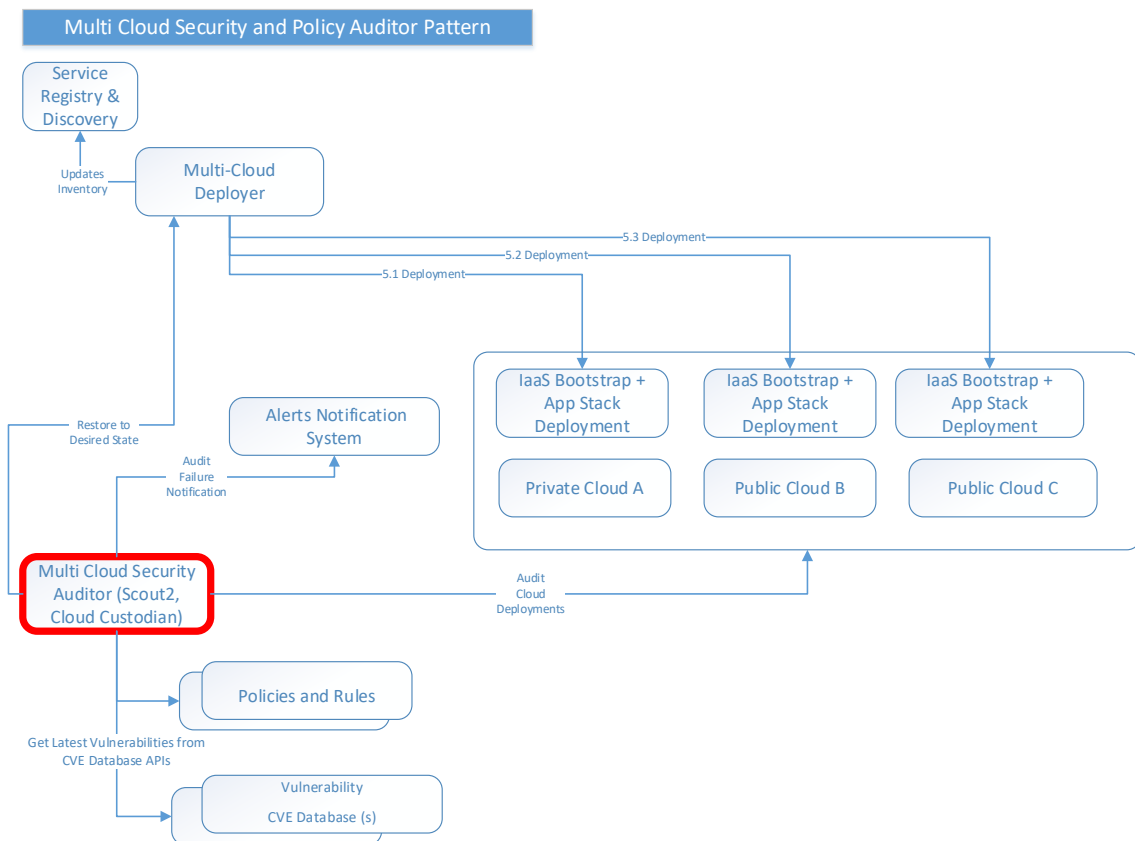 Multi Cloud Security and Policy Auditor Pattern
Service
Registry &
Discovery
Updates
Inventory
Multi-Cloud
Deployer
5.3 Deployment
5.2 Deployment
5.1 Deployment
IaaS Bootstrap +
App Stack
Deployment
IaaS Bootstrap +
App Stack
Deployment
IaaS Bootstrap +
App Stack
Deployment
Private Cloud A
Public Cloud B
Public Cloud C
Alerts Notification
System
Restore to
Desired State
Audit
Failure
Notification
Multi Cloud Security
Auditor (Scout2,
Cloud Custodian)
Audit
Cloud
Deployments
Policies and Rules
Get Latest Vulnerabilities from
CVE Database APIs
Vulnerability
CVE Database (s)